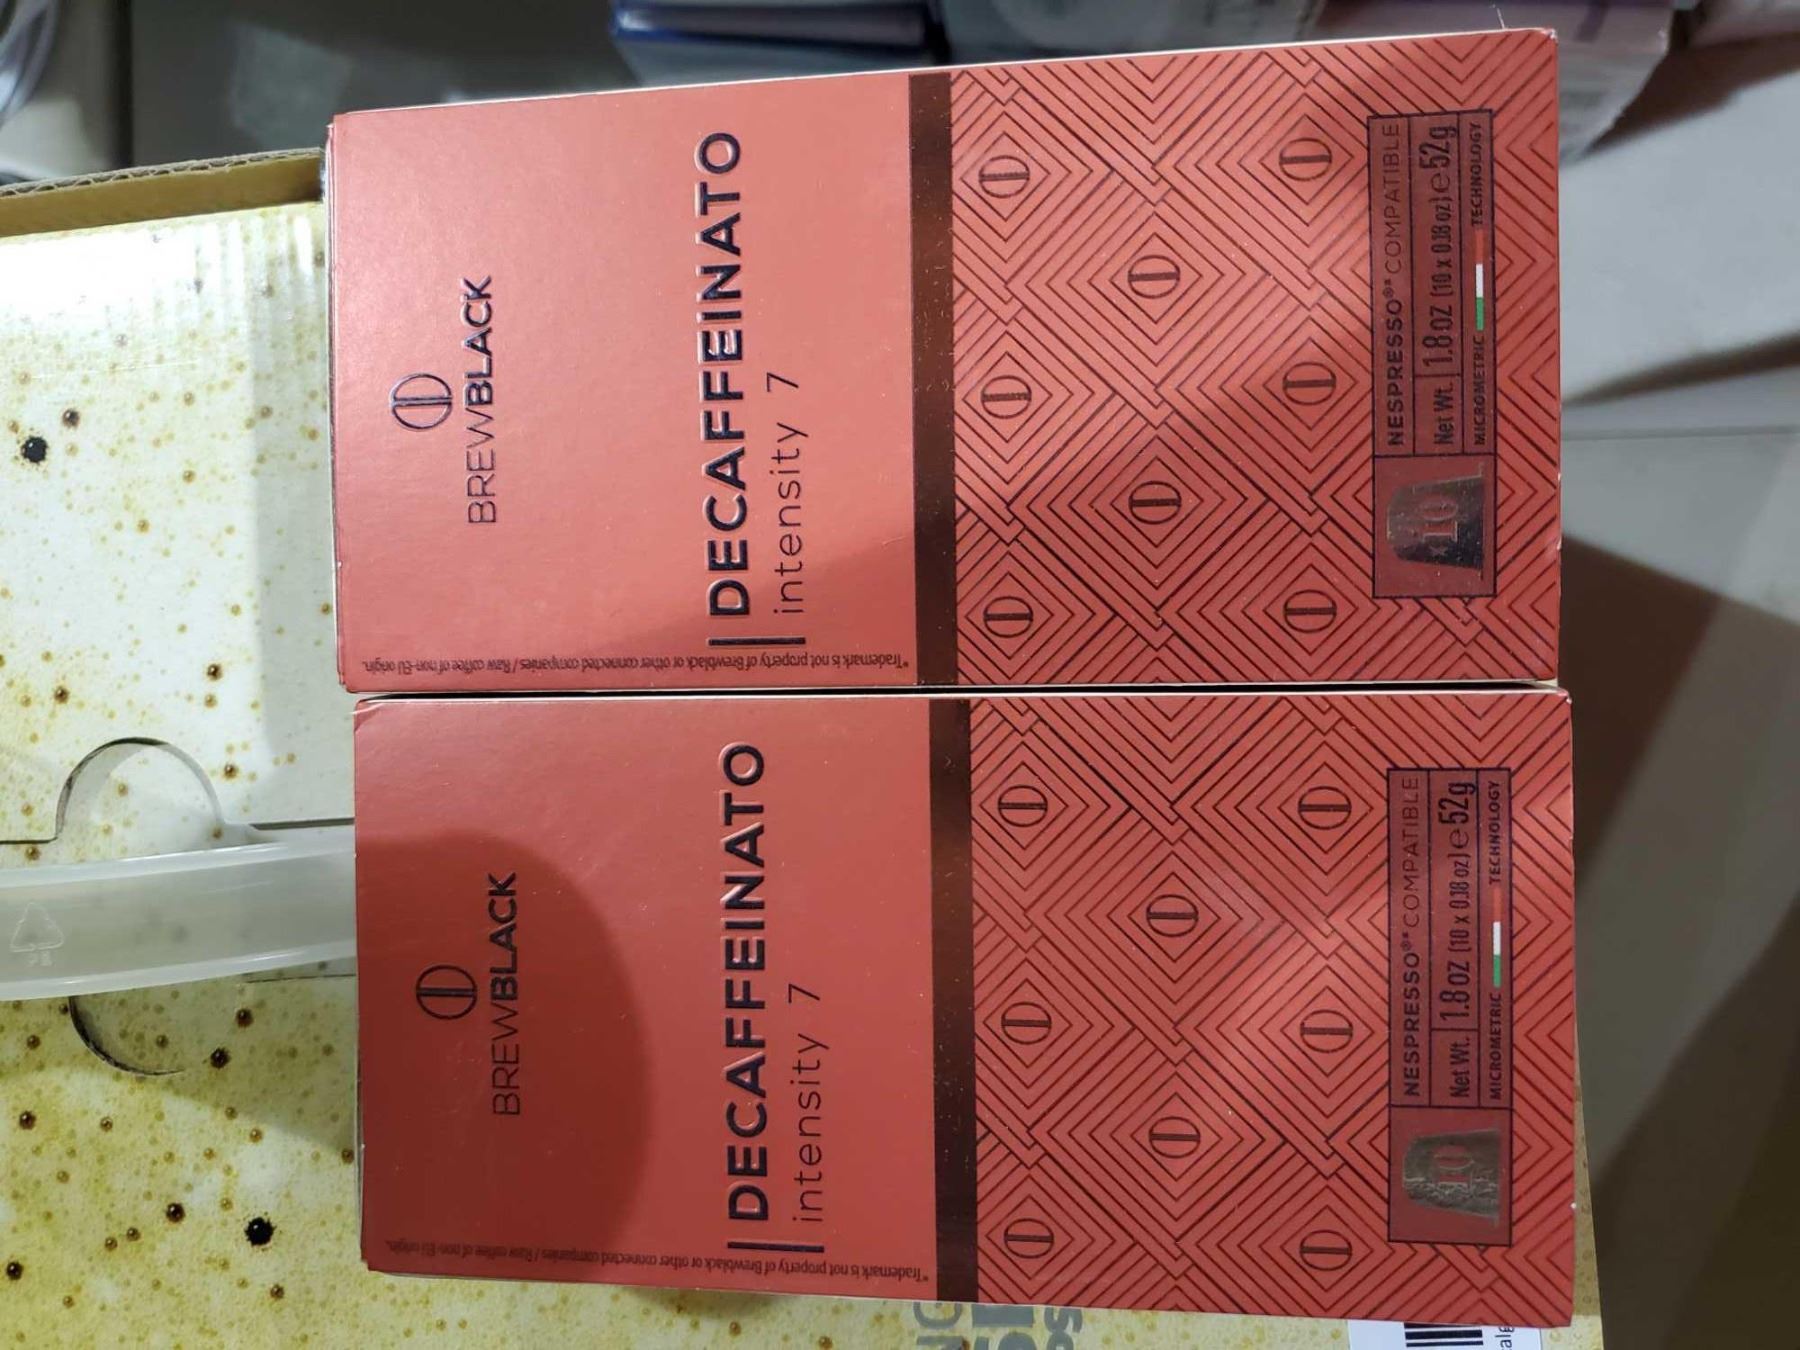 BREWBLACK
DECAFFEINATO
intensity 7
*Trademark is not property of Brewblack or other connected companies / Raw coffee of non-EU origin.
NESPRESSO®* COMPATIBLE
Net Wt. 1.8 OZ (10 x 0.18 oz) e 52g
MICROMETRIC TECHNOLOGY
10
BREWBLACK
DECAFFEINATO
intensity 7
*Trademark is not property of Brewblack or other connected companies / Raw coffee of non-EU origin.
NESPRESSO®* COMPATIBLE
Net Wt. 1.8 OZ (10 x 0.18 oz) e 52g
MICROMETRIC TECHNOLOGY
10